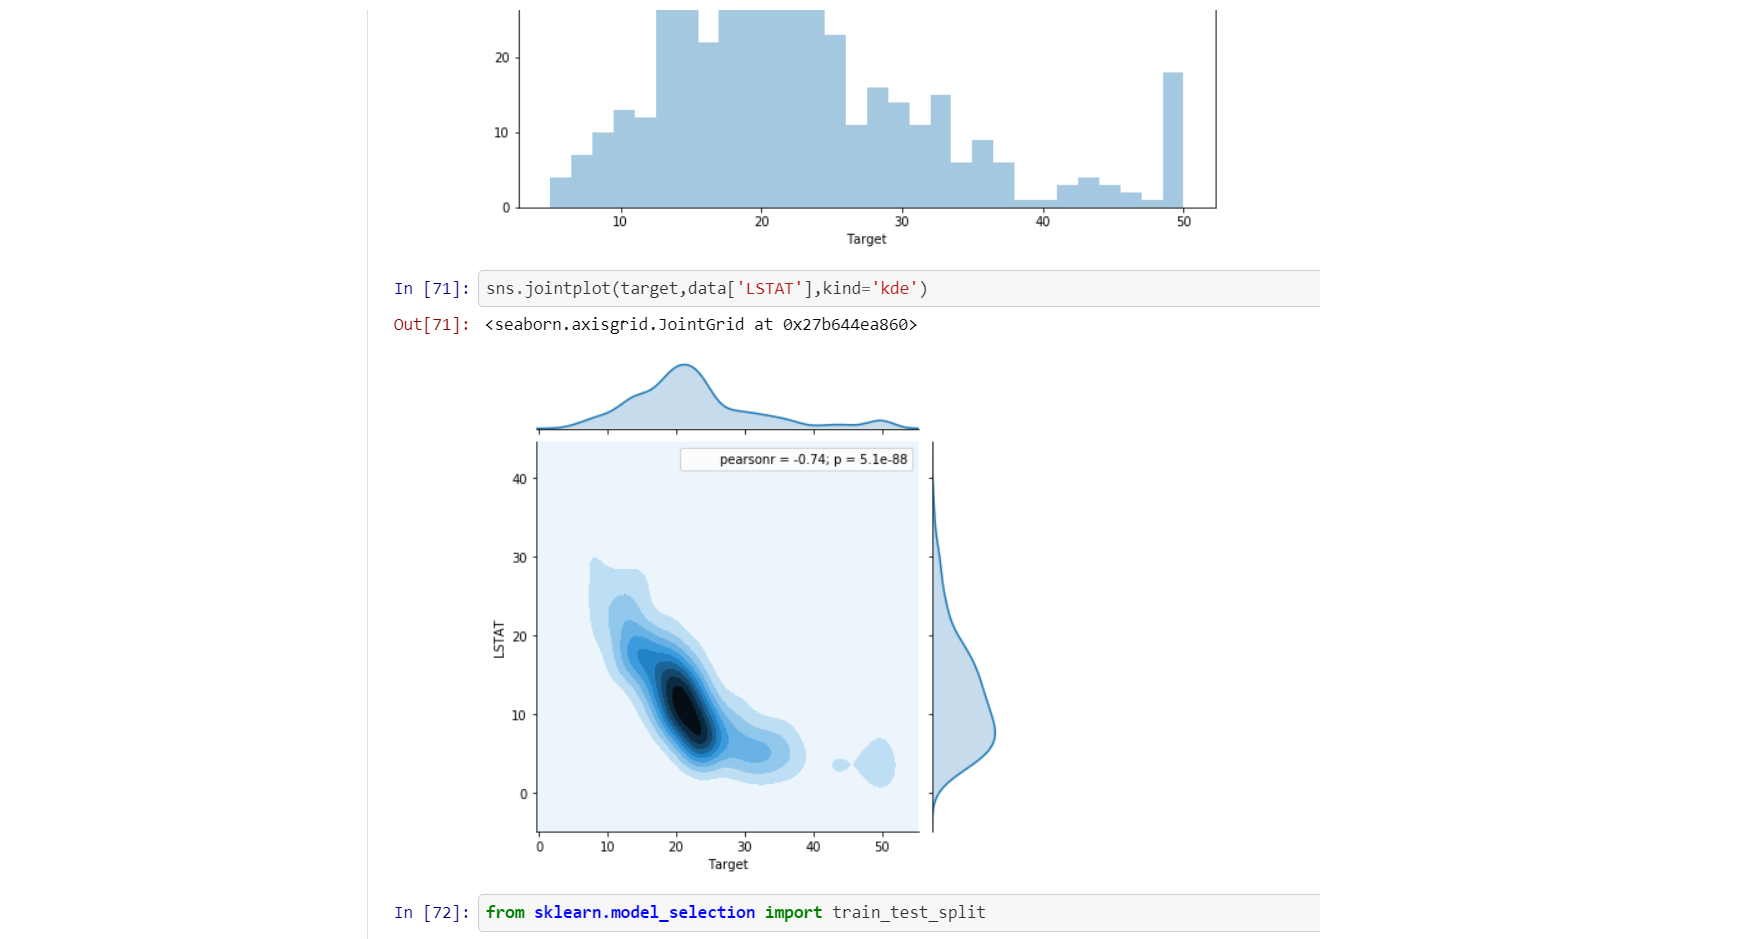 20
10
0
10 20 30 40 50
Target
In [71]: sns.jointplot(target,data['LSTAT'],kind='kde')
Out[71]: <seaborn.axisgrid.JointGrid at 0x27b644ea860>
pearsonr = -0.74; p = 5.1e-88
40
30
20
10
0
LSTAT
0 10 20 30 40 50
Target
In [72]: from sklearn.model_selection import train_test_split